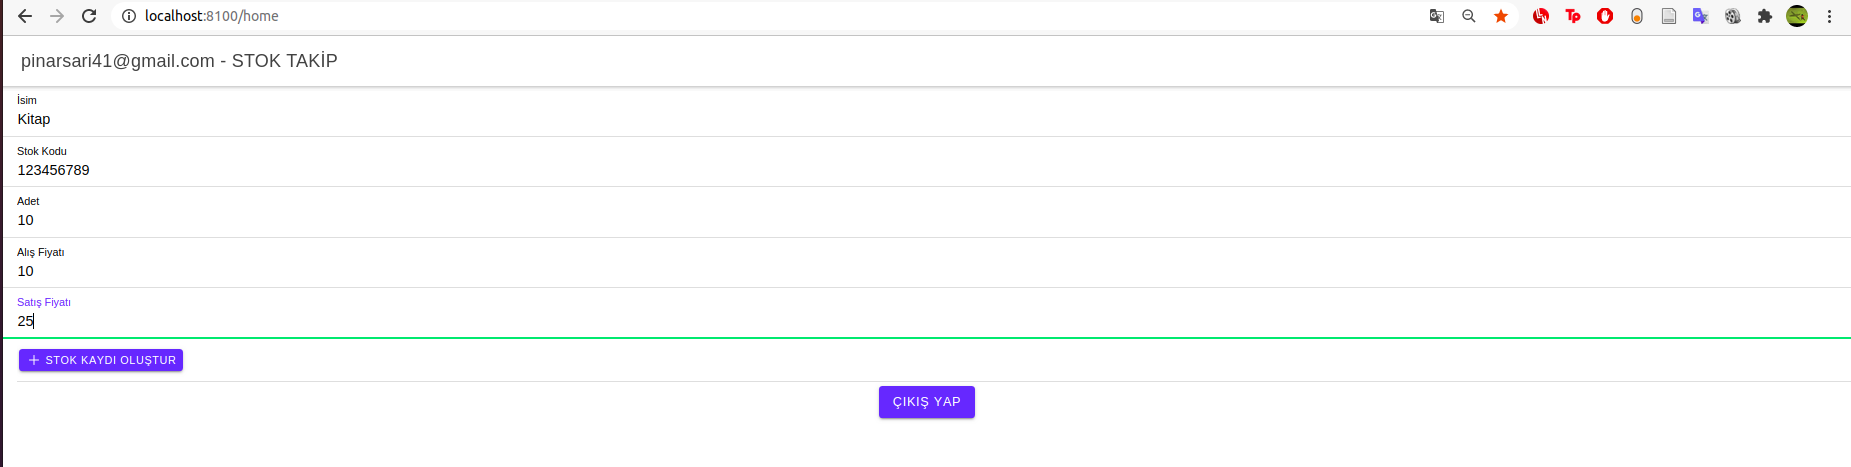 localhost:8100/home
pinarsari41@gmail.com - STOK TAKİP
İsim
Kitap
Stok Kodu
123456789
Adet
10
Alış Fiyatı
10
Satış Fiyatı
25
+ STOK KAYDI OLUŞTUR
ÇIKIŞ YAP